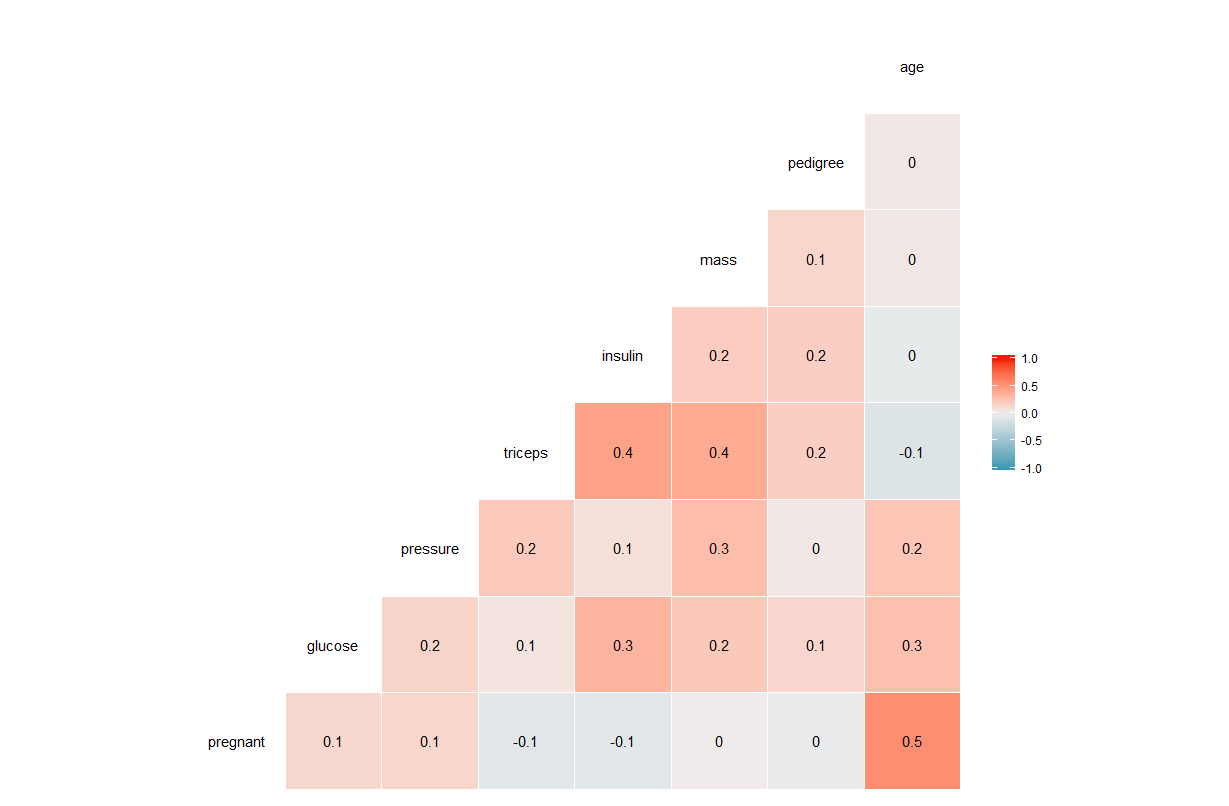 age
pedigree 0
mass 0.1 0
insulin 0.2 0.2 0
triceps 0.4 0.4 0.2 -0.1
pressure 0.2 0.1 0.3 0 0.2
glucose 0.2 0.1 0.3 0.2 0.1 0.3
pregnant 0.1 0.1 -0.1 -0.1 0 0 0.5
1.0
0.5
0.0
-0.5
-1.0